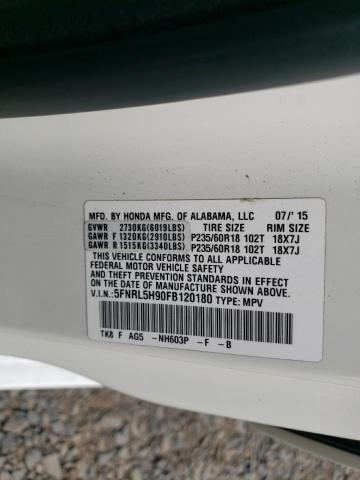 MFD. BY HONDA MFG. OF ALABAMA, LLC 07/'15
GVWR 2730KG(6019LBS) TIRE SIZE RIM SIZE
GAWR F 1320KG(2910LBS) P235/60R18 102T 18X7J
GAWR R 1515KG(3340LBS) P235/60R18 102T 18X7J
THIS VEHICLE CONFORMS TO ALL APPLICABLE
FEDERAL MOTOR VEHICLE SAFETY, BUMPER,
AND THEFT PREVENTION STANDARDS IN EFFECT
ON THE DATE OF MANUFACTURE SHOWN ABOVE.
V.I.N.: 5FNRL5H90FB120180 TYPE: MPV
TK8 F AG5 -NH603P -F -B